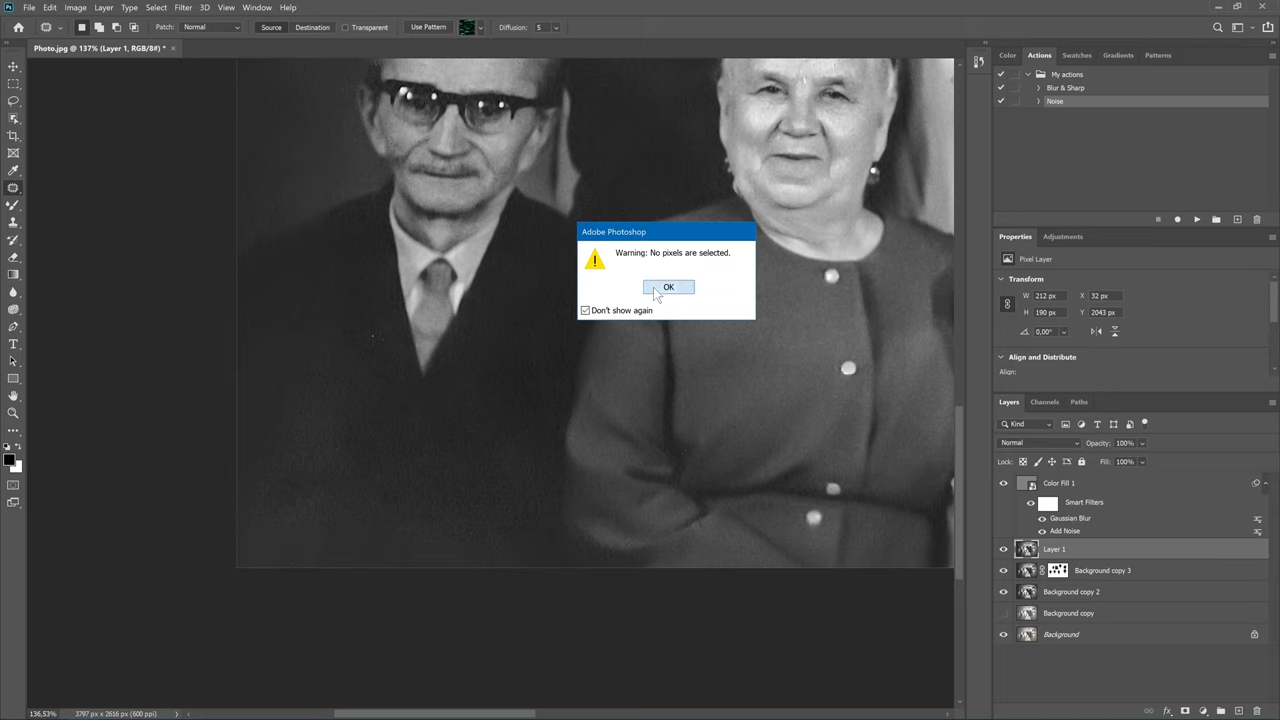 File Edit Image Layer Type Select Filter 3D View Window Help
Patch: Normal Source Destination Transparent Use Pattern Diffusion: 5
Photo.jpg @ 137% (Layer 1, RGB/8#) *
Color Actions Swatches Gradients Patterns
My actions
Blur & Sharp
Noise
Adobe Photoshop
Warning: No pixels are selected.
OK
Don't show again
Properties Adjustments
Pixel Layer
Transform
W 212 px X 32 px
H 190 px Y 2043 px
0,00°
Align and Distribute
Align:
Layers Channels Paths
Kind
Normal Opacity: 100%
Lock: Fill: 100%
Color Fill 1
Smart Filters
Gaussian Blur
Add Noise
Layer 1
Background copy 3
Background copy 2
Background copy
Background
136,53% 3797 px x 2616 px (600 ppi)